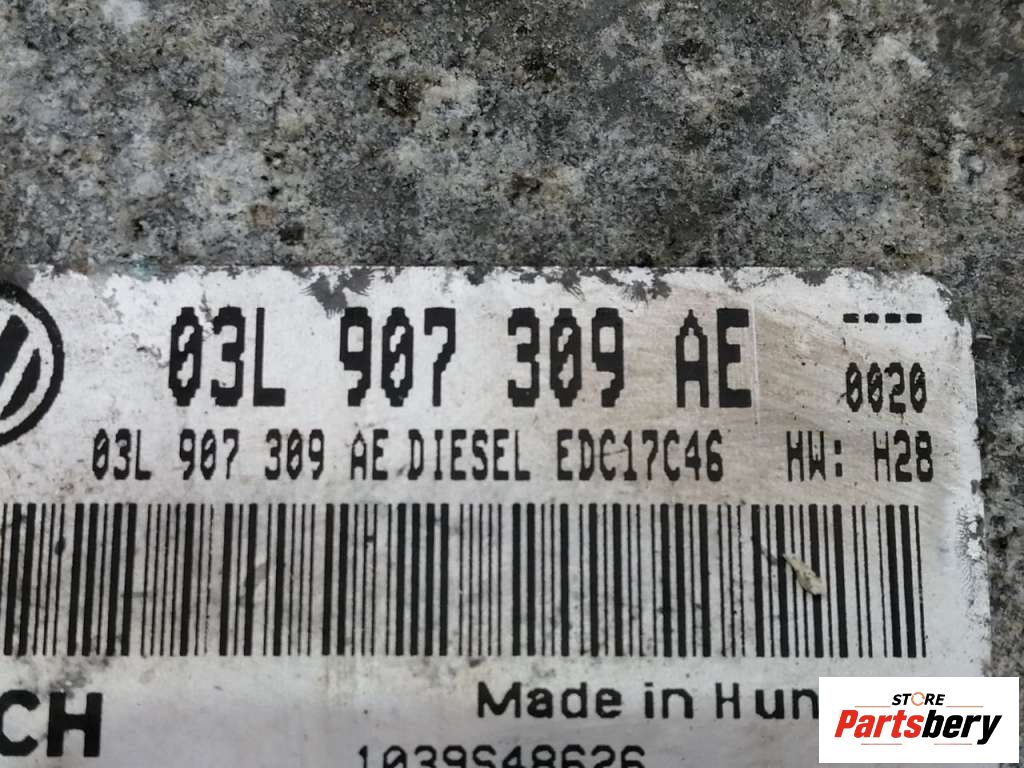 03L 907 309 AE ----
0020
03L 907 309 AE DIESEL EDC17C46 HW: H28
CH Made in Hun
1039S48626
STORE
Partsbery